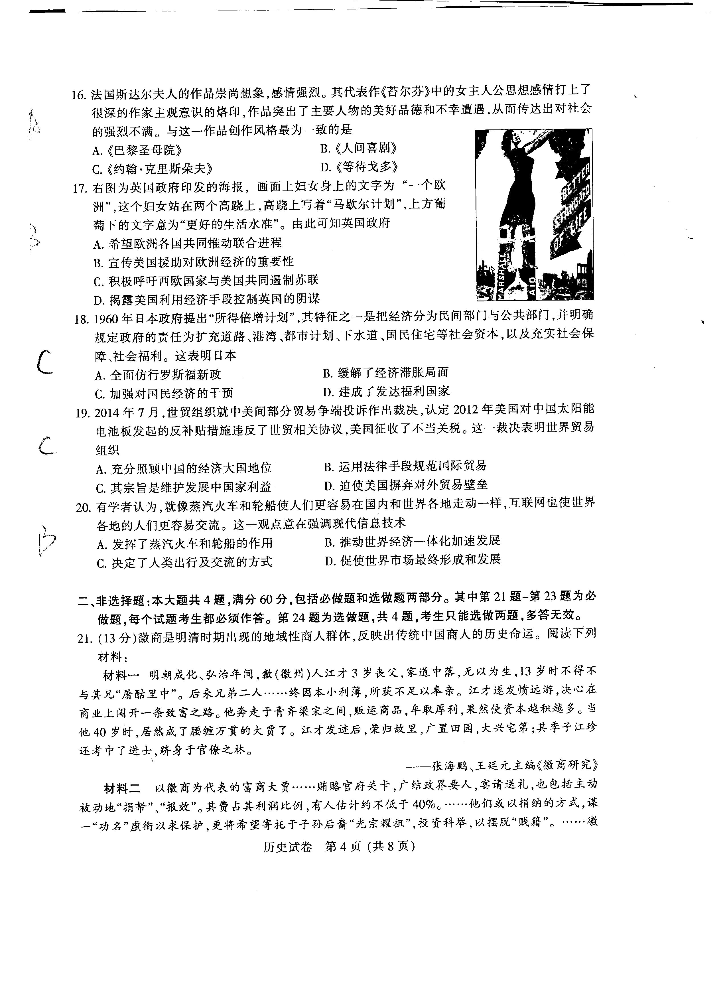 16. 法国斯达尔夫人的作品崇尚想象,感情强烈。其代表作《苔尔芬》中的女主人公思想感情打上了
很深的作家主观意识的烙印,作品突出了主要人物的美好品德和不幸遭遇,从而传达出对社会
的强烈不满。与这一作品创作风格最为一致的是
A
A.《巴黎圣母院》 B.《人间喜剧》
C.《约翰·克里斯朵夫》 D.《等待戈多》
17. 右图为英国政府印发的海报，画面上妇女身上的文字为“一个欧
洲”,这个妇女站在两个高跷上,高跷上写着“马歇尔计划”,上方葡
萄下的文字意为“更好的生活水准”。由此可知英国政府
B
A. 希望欧洲各国共同推动联合进程
B. 宣传美国援助对欧洲经济的重要性
C. 积极呼吁西欧国家与美国共同遏制苏联
D. 揭露美国利用经济手段控制英国的阴谋
BETTER
STANDARD
OF LIFE
EUROPE
MARSHALL
AID
18. 1960年日本政府提出“所得倍增计划”,其特征之一是把经济分为民间部门与公共部门,并明确
规定政府的责任为扩充道路、港湾、都市计划、下水道、国民住宅等社会资本,以及充实社会保
障、社会福利。这表明日本
C
A. 全面仿行罗斯福新政 B. 缓解了经济滞胀局面
C. 加强对国民经济的干预 D. 建成了发达福利国家
19. 2014年7月,世贸组织就中美间部分贸易争端投诉作出裁决,认定2012年美国对中国太阳能
电池板发起的反补贴措施违反了世贸相关协议,美国征收了不当关税。这一裁决表明世界贸易
组织
C
A. 充分照顾中国的经济大国地位 B. 运用法律手段规范国际贸易
C. 其宗旨是维护发展中国家利益 D. 迫使美国摒弃对外贸易壁垒
20. 有学者认为,就像蒸汽火车和轮船使人们更容易在国内和世界各地走动一样,互联网也使世界
各地的人们更容易交流。这一观点意在强调现代信息技术
B
A. 发挥了蒸汽火车和轮船的作用 B. 推动世界经济一体化加速发展
C. 决定了人类出行及交流的方式 D. 促使世界市场最终形成和发展
二、非选择题:本大题共4题,满分60分,包括必做题和选做题两部分。其中第21题-第23题为必
做题,每个试题考生都必须作答。第24题为选做题,共4题,考生只能选做两题,多答无效。
21. (13分)徽商是明清时期出现的地域性商人群体,反映出传统中国商人的历史命运。阅读下列
材料:
材料一 明朝成化、弘治年间,歙(徽州)人江才3岁丧父,家道中落,无以为生,13岁时不得不
与其兄“屠酤里中”。后来兄弟二人……终因本小利薄,所获不足以奉亲。江才遂发愤远游,决心在
商业上闯开一条致富之路。他奔走于青齐梁宋之间,贩运商品,牟取厚利,果然使资本越积越多。当
他40岁时,居然成了腰缠万贯的大贾了。江才发迹后,荣归故里,广置田园,大兴宅第;其季子江珍
还考中了进士,跻身于官僚之林。
——张海鹏、王廷元主编《徽商研究》
材料二 以徽商为代表的富商大贾……贿赂官府关卡,广结政界要人,宴请送礼,也包括主动
被动地“捐帑”、“报效”。其费占其利润比例,有人估计约不低于40%。……他们或以捐纳的方式,谋
一“功名”虚衔以求保护,更将希望寄托于子孙后裔“光宗耀祖”,投资科举,以摆脱“贱籍”。……徽
历史试卷 第4页 (共8页)